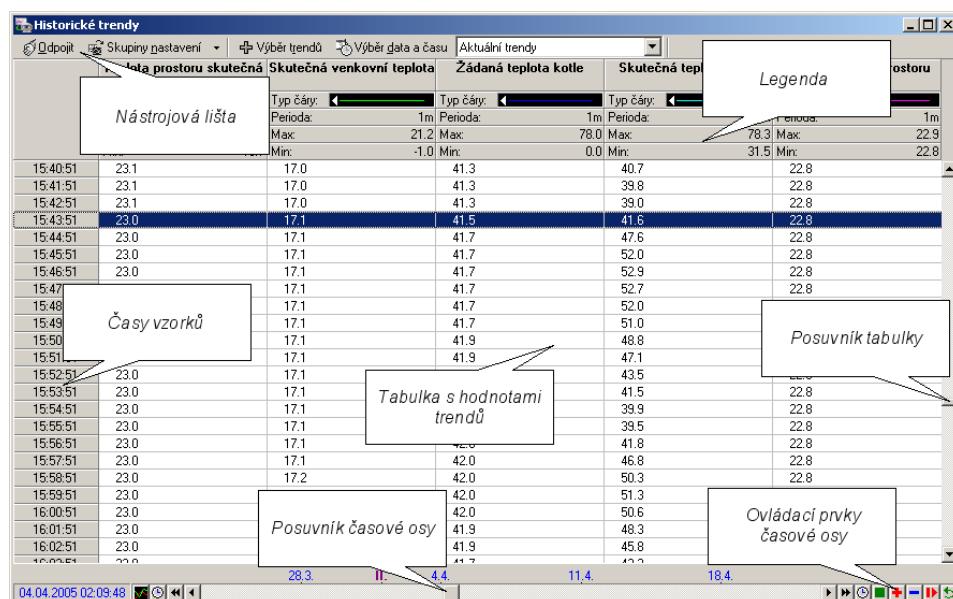 Historické trendy
Odpojit Skupiny nastavení Výběr trendů Výběr data a času Aktuální trendy
prostoru skutečná Skutečná venkovní teplota Žádaná teplota kotle Skutečná
Legenda
Nástrojová lišta
Typ čáry: Typ čáry: Typ čáry:
Perioda: 1m Perioda: 1m Perioda: 1m
Max: 21.2 Max: 78.0 Max: 78.3 Max: 22.9
Min: -1.0 Min: 0.0 Min: 31.5 Min: 22.8
15:40:51 23.1 17.0 41.3 40.7 22.8
15:41:51 23.1 17.0 41.3 39.8 22.8
15:42:51 23.1 17.0 41.3 39.0 22.8
15:43:51 23.0 17.1 41.5 41.6 22.8
15:44:51 23.0 17.1 41.7 47.6 22.8
15:45:51 23.0 17.1 41.7 52.0 22.8
15:46:51 23.0 17.1 41.7 52.9 22.8
15:47 17.1 41.7 52.7 22.8
15:48 17.1 41.7 52.0
15:49 17.1 41.7 51.0
15:50 17.1 41.9 48.8
15:51 17.1 41.9 47.1
Časy vzorků
Posuvník tabulky
15:52:51 23.0 17.1 43.5
15:53:51 23.0 17.1 41.5 22.8
15:54:51 23.0 17.1 39.9 22.8
15:55:51 23.0 17.1 39.5 22.8
15:56:51 23.0 17.1 41.8 22.8
Tabulka s hodnotami
trendů
15:57:51 23.0 17.1 42.0 46.8 22.8
15:58:51 23.0 17.2 42.0 50.3 22.8
15:59:51 23.0 42.0 51.3
16:00:51 23.0 42.0 50.6
16:01:51 23.0 41.9 48.3
16:02:51 23.0 41.9 45.8
Posuvník časové osy
Ovládací prvky
časové osy
28.3. II. 4.4. 11.4. 18.4.
04.04.2005 02:09:48